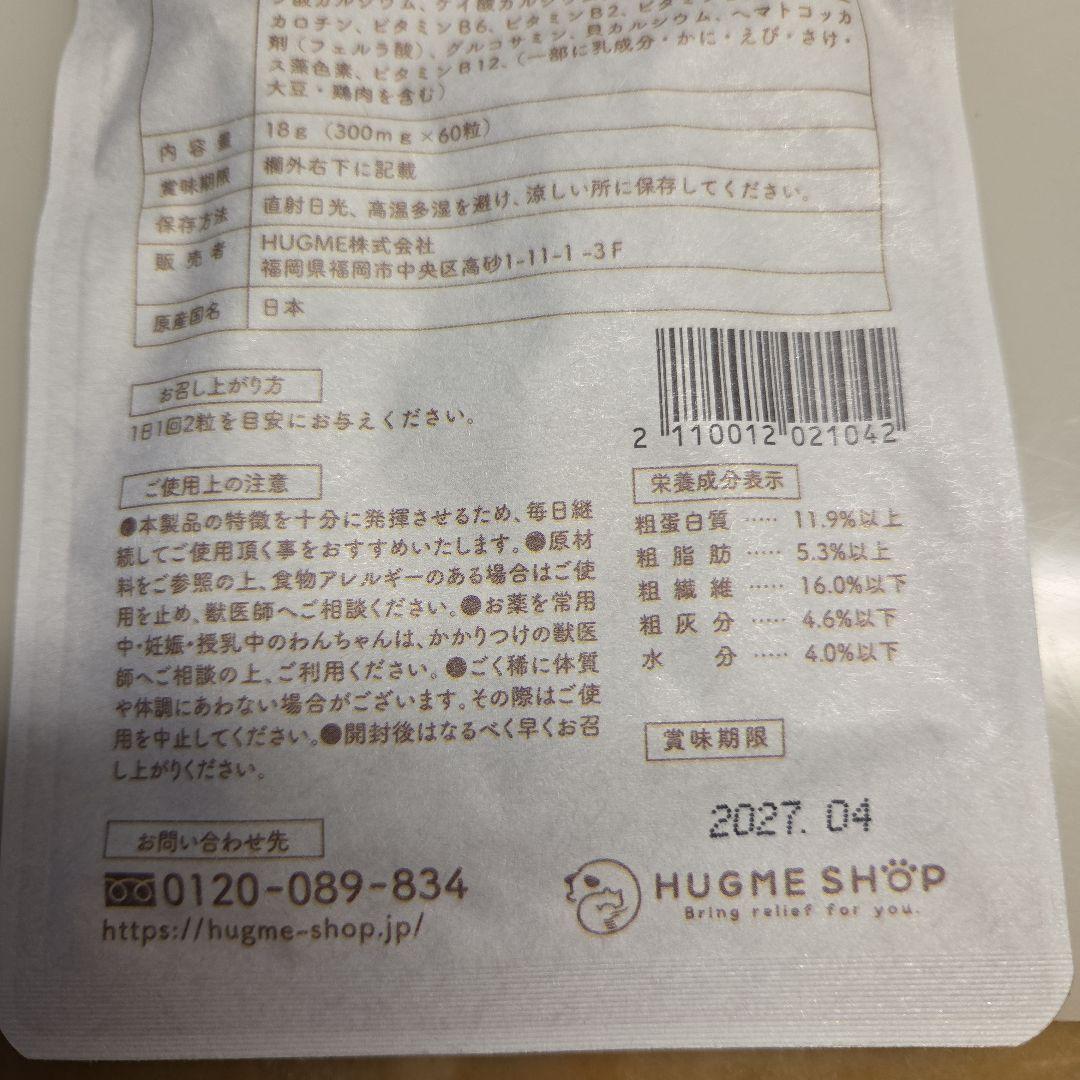 カロチン、ビタミンB6、ビタミンB2、
剤（フェルラ酸）、グルコサミン、貝カルシウム、ヘマトコッカ
ス藻色素、ビタミンB12、（一部に乳成分・かに・えび・さけ・
大豆・鶏肉を含む）
内容量 18g（300mg×60粒）
賞味期限 欄外右下に記載
保存方法 直射日光、高温多湿を避け、涼しい所に保存してください。
販売者 HUGME株式会社
福岡県福岡市中央区高砂1-11-1-3F
原産国名 日本
お召し上がり方
1日1回2粒を目安にお与えください。
2 110012 021042
ご使用上の注意
●本製品の特徴を十分に発揮させるため、毎日継
続してご使用頂く事をおすすめいたします。●原材
料をご参照の上、食物アレルギーのある場合はご使
用を止め、獣医師へご相談ください。●お薬を常用
中・妊娠・授乳中のわんちゃんは、かかりつけの獣医
師へご相談の上、ご利用ください。●ごく稀に体質
や体調にあわない場合がございます。その際はご使
用を中止してください。●開封後はなるべく早くお召
し上がりください。
栄養成分表示
粗蛋白質 ····· 11.9%以上
粗脂肪 ····· 5.3%以上
粗繊維 ····· 16.0%以下
粗灰分 ····· 4.6%以下
水分 ····· 4.0%以下
賞味期限
2027. 04
お問い合わせ先
0120-089-834
https://hugme-shop.jp/
HUGME SHOP
Bring relief for you.